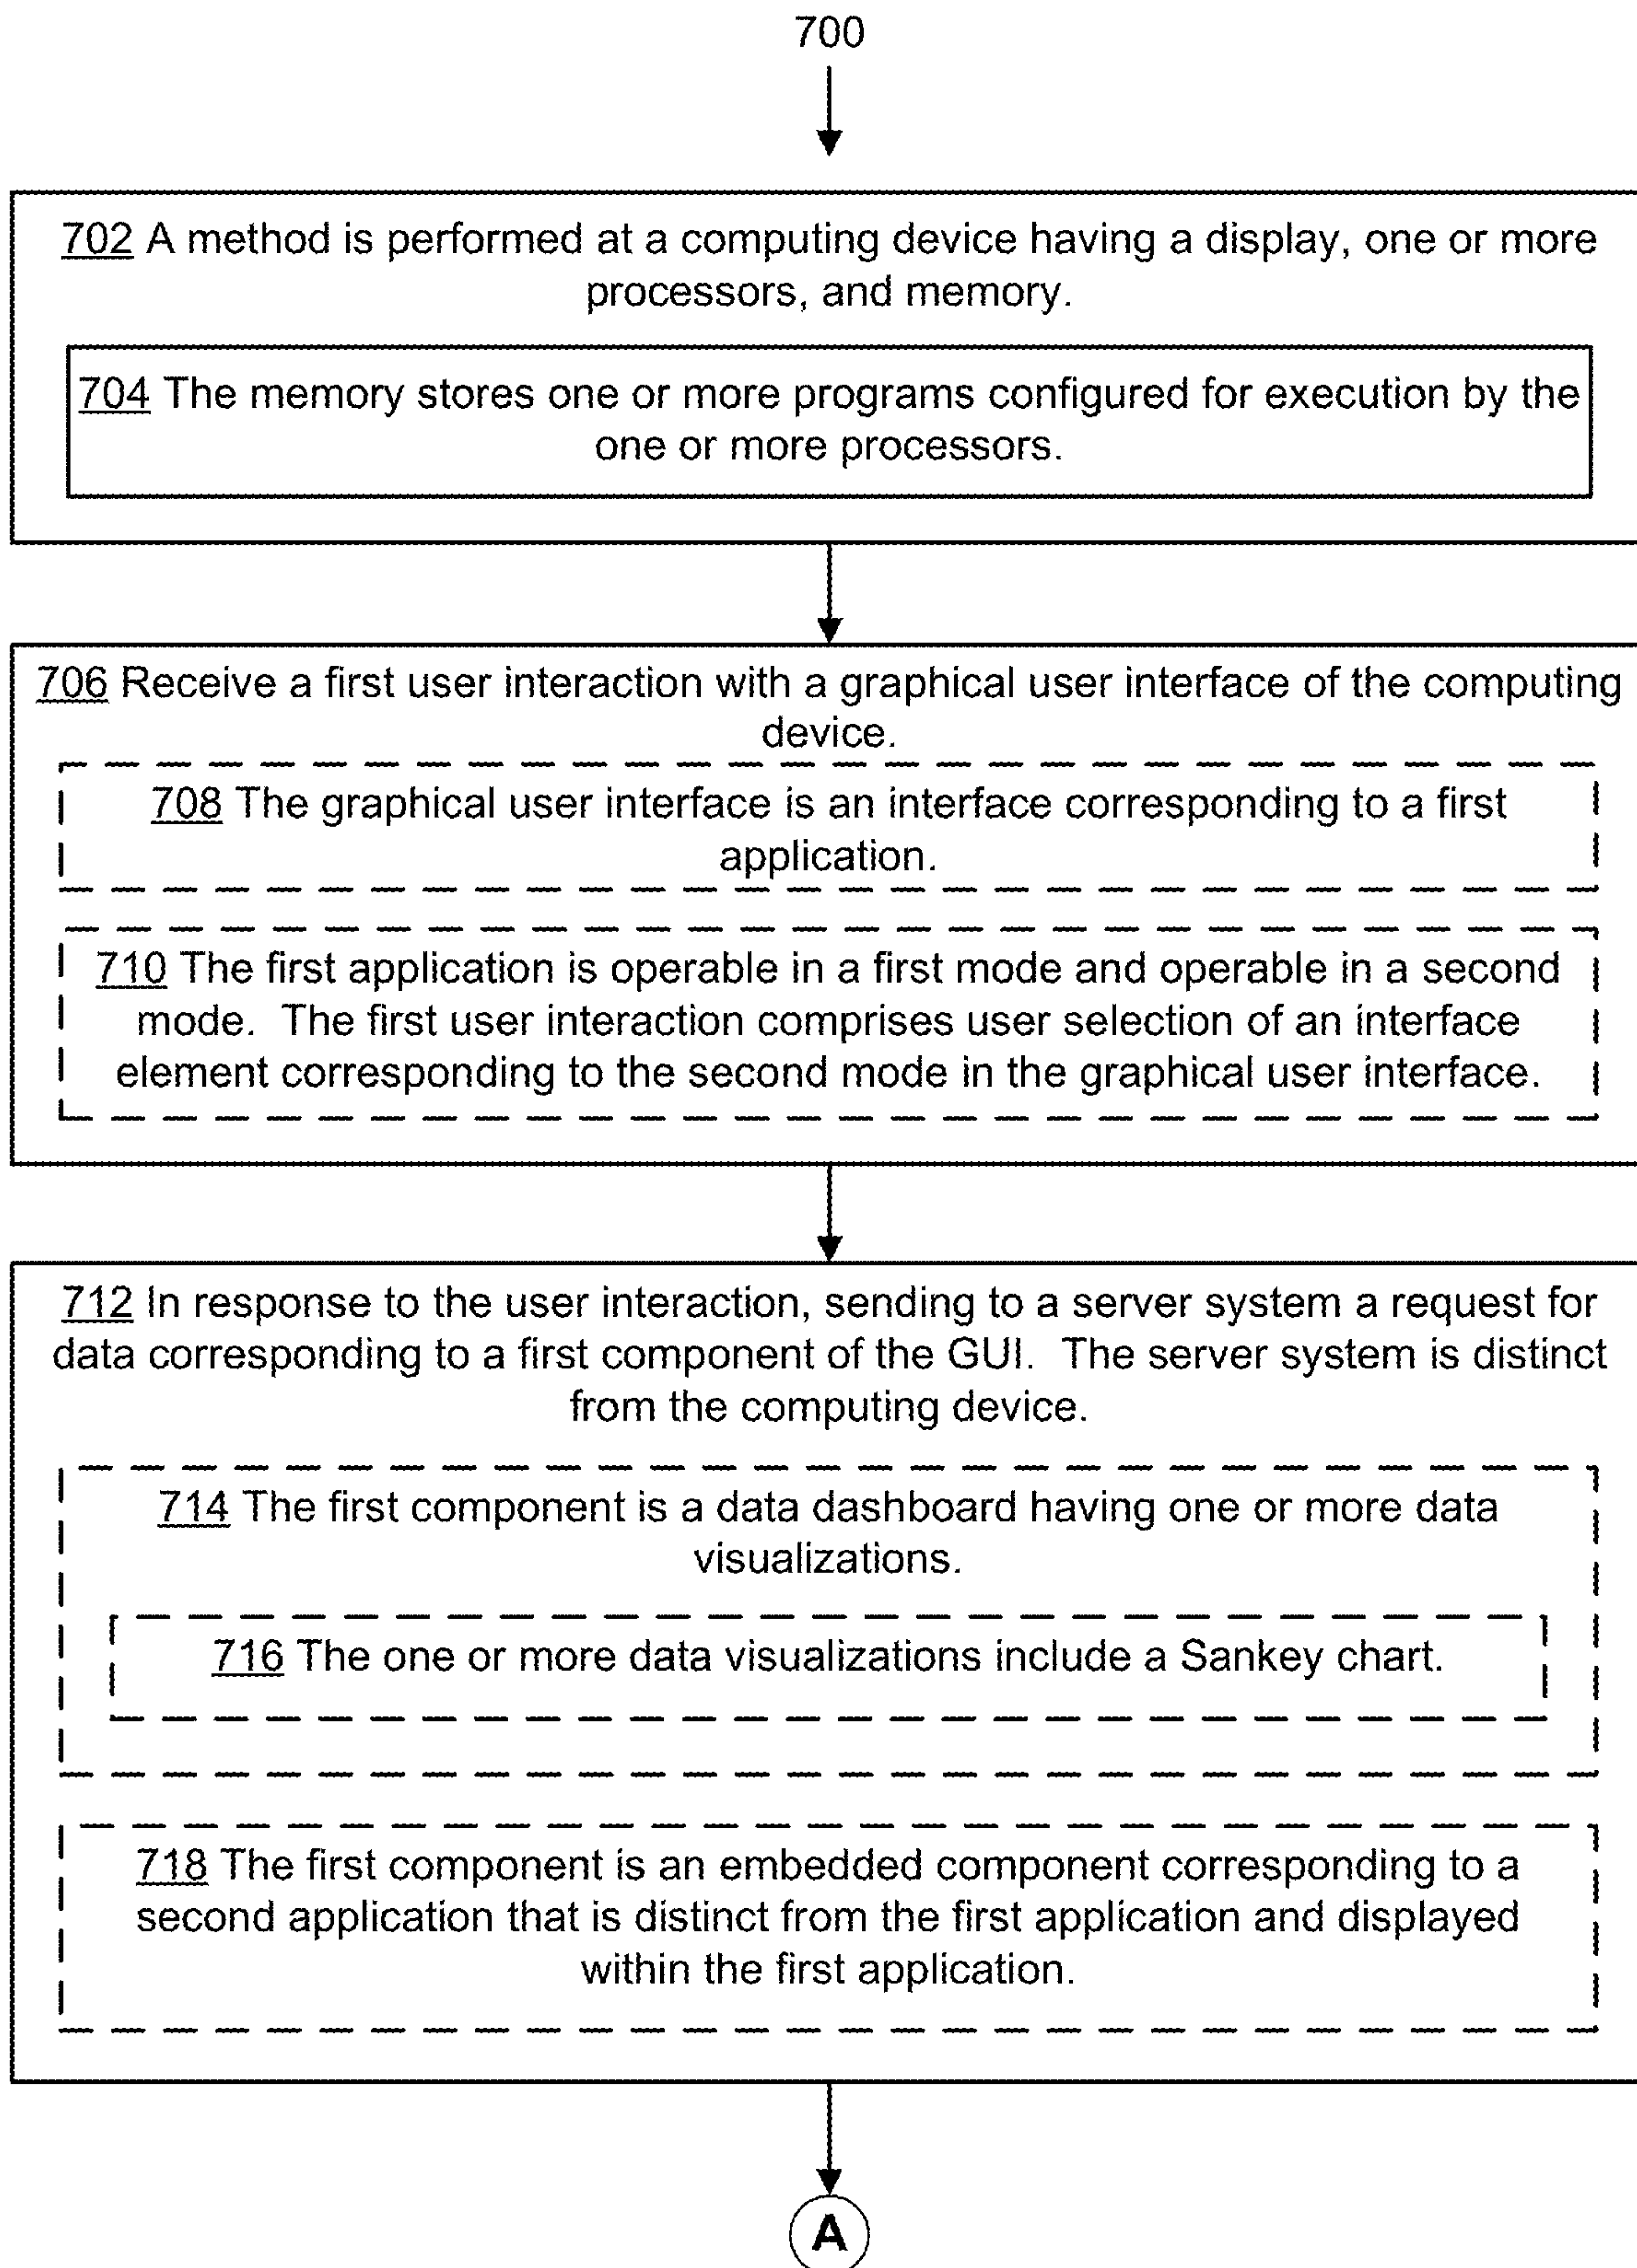 700
702 A method is performed at a computing device having a display, one or more
processors, and memory.
704 The memory stores one or more programs configured for execution by the
one or more processors.
706 Receive a first user interaction with a graphical user interface of the computing
device.
708 The graphical user interface is an interface corresponding to a first
application.
710 The first application is operable in a first mode and operable in a second
mode. The first user interaction comprises user selection of an interface
element corresponding to the second mode in the graphical user interface.
712 In response to the user interaction, sending to a server system a request for
data corresponding to a first component of the GUI. The server system is distinct
from the computing device.
714 The first component is a data dashboard having one or more data
visualizations.
716 The one or more data visualizations include a Sankey chart.
718 The first component is an embedded component corresponding to a
second application that is distinct from the first application and displayed
within the first application.
A